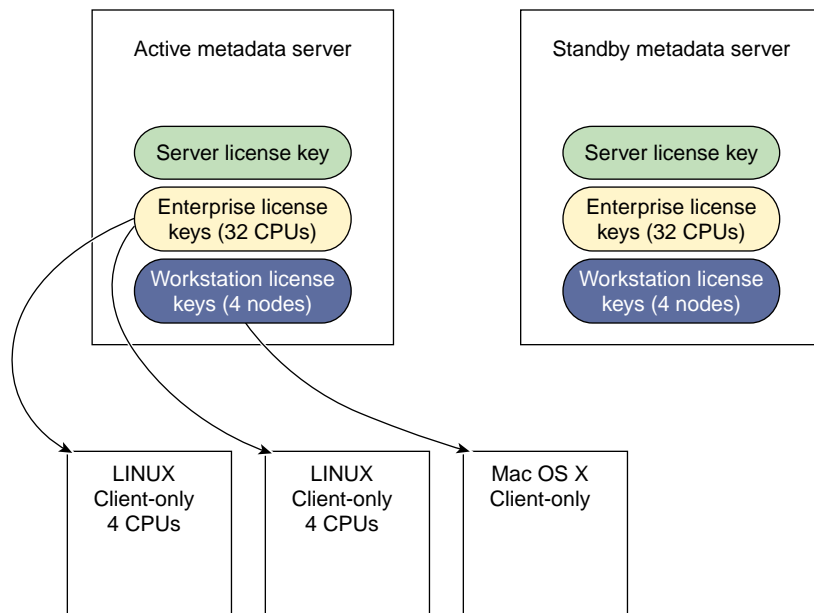 Active metadata server
Server license key
Enterprise license
keys (32 CPUs)
Workstation license
keys (4 nodes)
Standby metadata server
Server license key
Enterprise license
keys (32 CPUs)
Workstation license
keys (4 nodes)
LINUX
Client-only
4 CPUs
LINUX
Client-only
4 CPUs
Mac OS X
Client-only